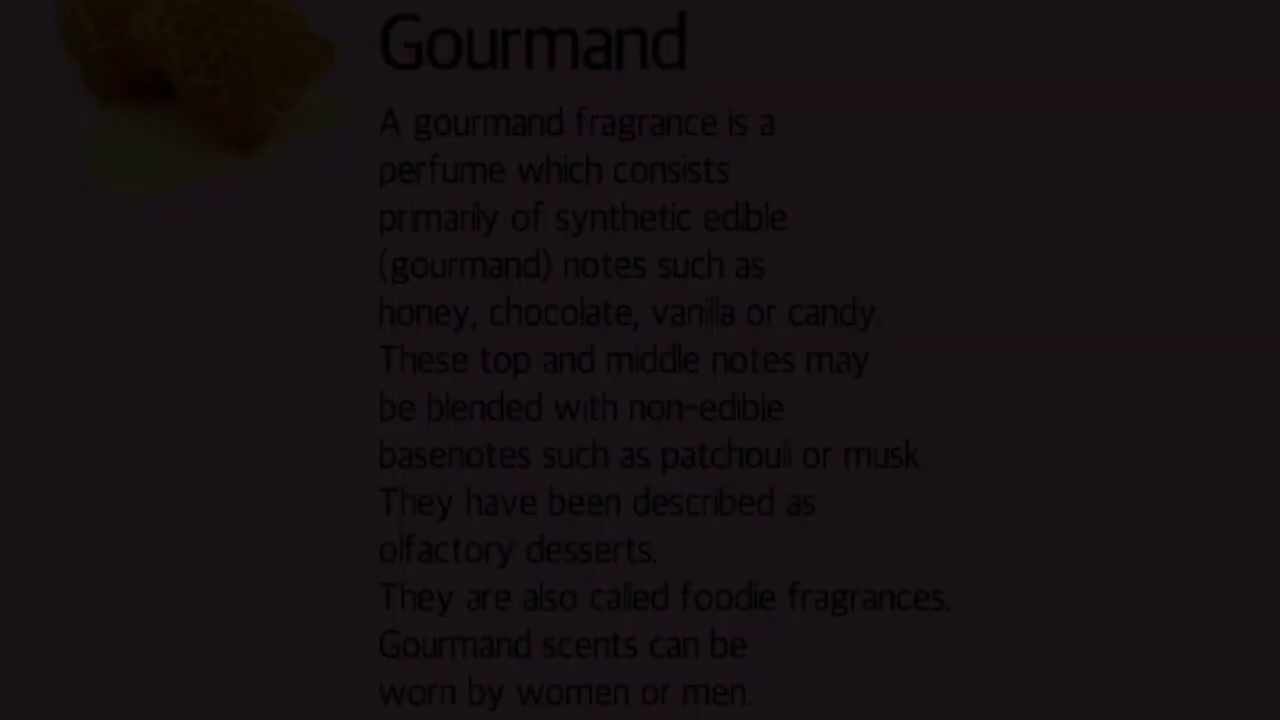 Gourmand
A gourmand fragrance is a
perfume which consists
primarily of synthetic edible
(gourmand) notes such as
honey, chocolate, vanilla or candy.
These top and middle notes may
be blended with non-edible
basenotes such as patchouli or musk.
They have been described as
olfactory desserts.
They are also called foodie fragrances.
Gourmand scents can be
worn by women or men.